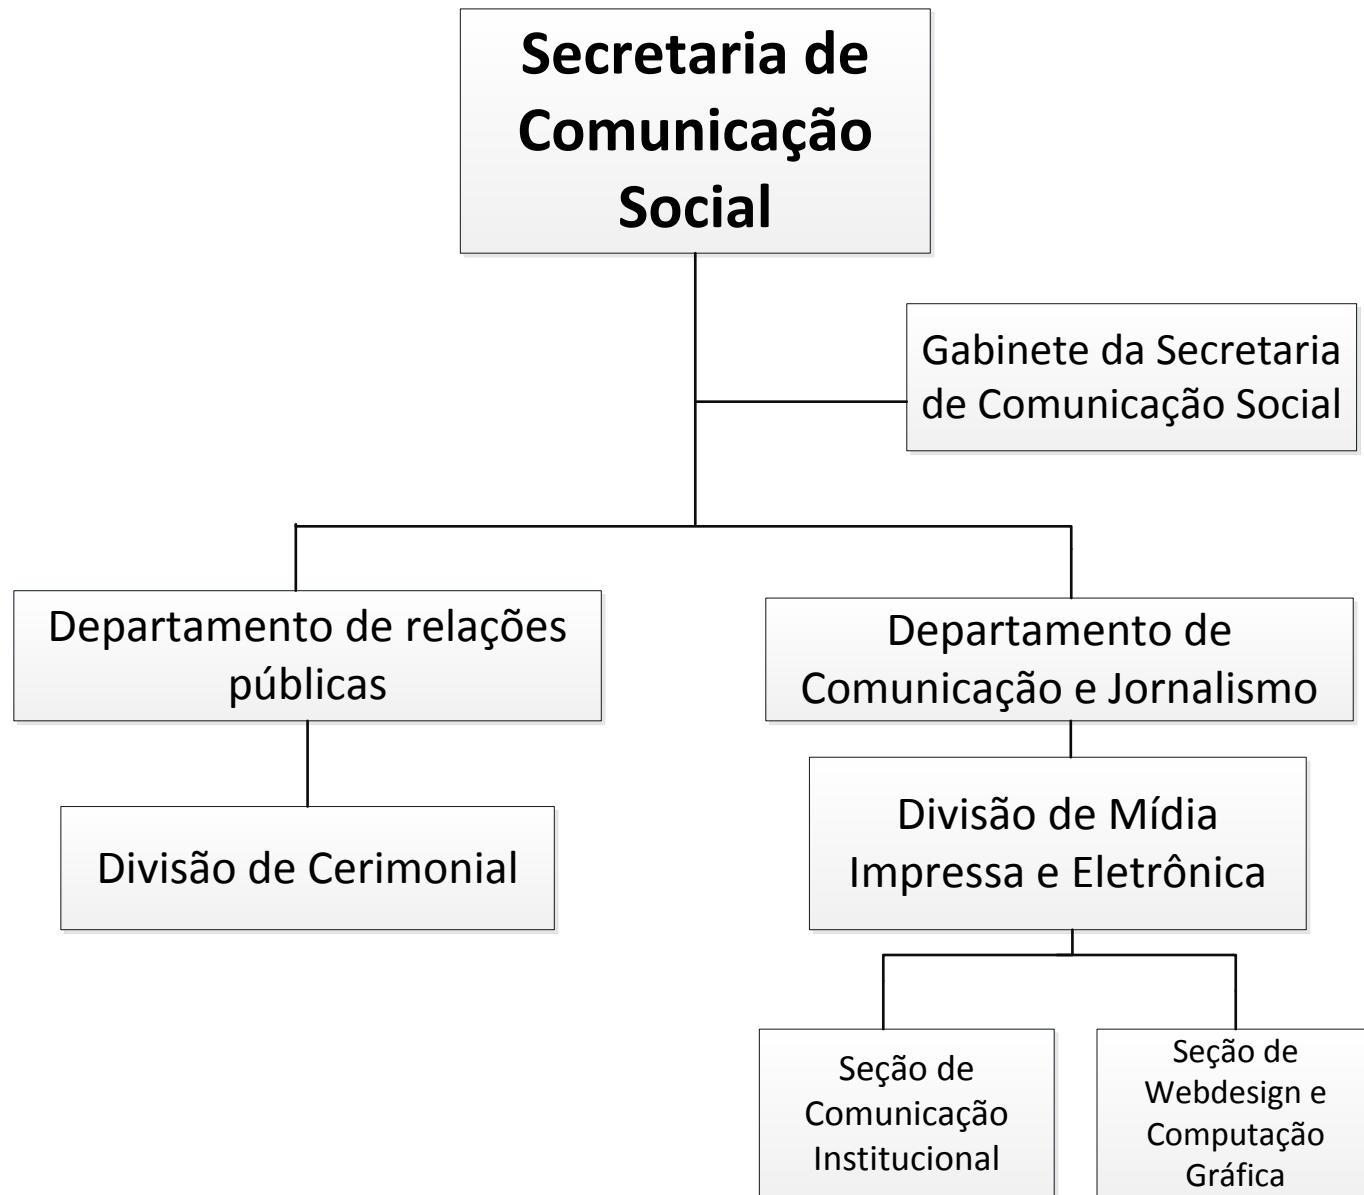 Secretaria de
Comunicação
Social
Gabinete da Secretaria
de Comunicação Social
Departamento de relações
públicas
Departamento de
Comunicação e Jornalismo
Divisão de Cerimonial
Divisão de Mídia
Impressa e Eletrônica
Seção de
Comunicação
Institucional
Seção de
Webdesign e
Computação
Gráfica